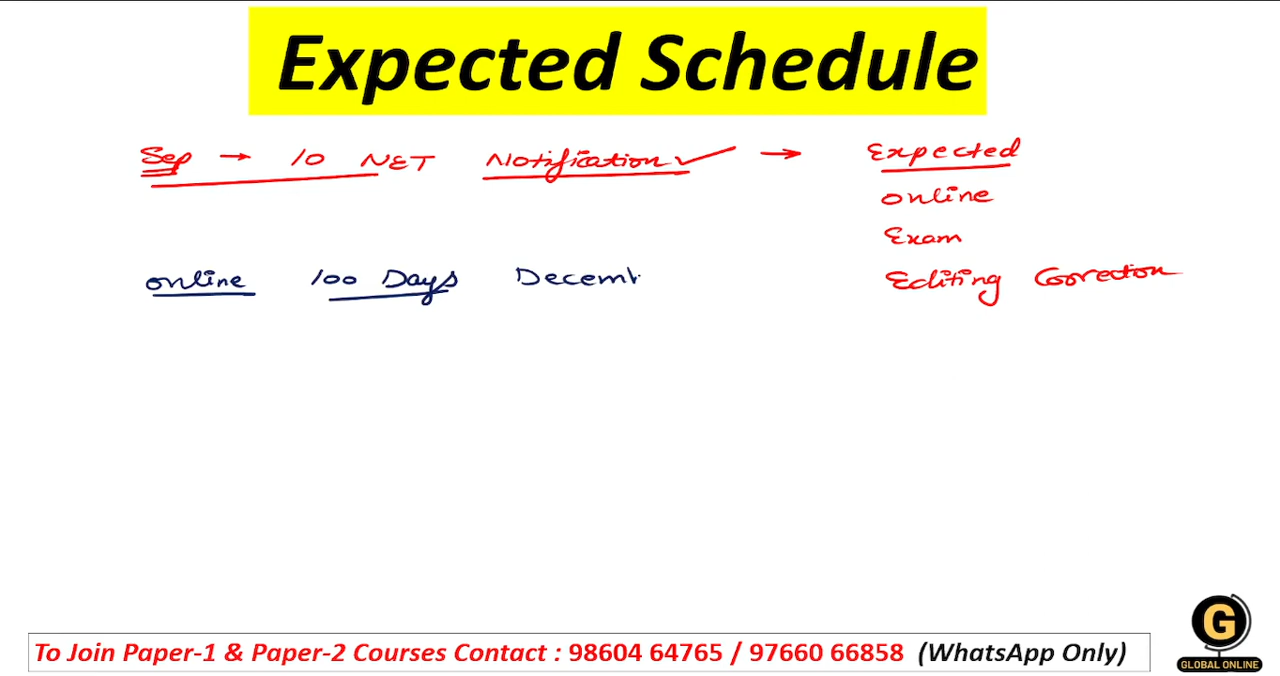 Expected Schedule
Sep → 10 NET Notification ✓ → Expected
online
Exam
online 100 Days Decemb Editing Correction
To Join Paper-1 & Paper-2 Courses Contact : 98604 64765 / 97660 66858 (WhatsApp Only)
G
GLOBAL ONLINE